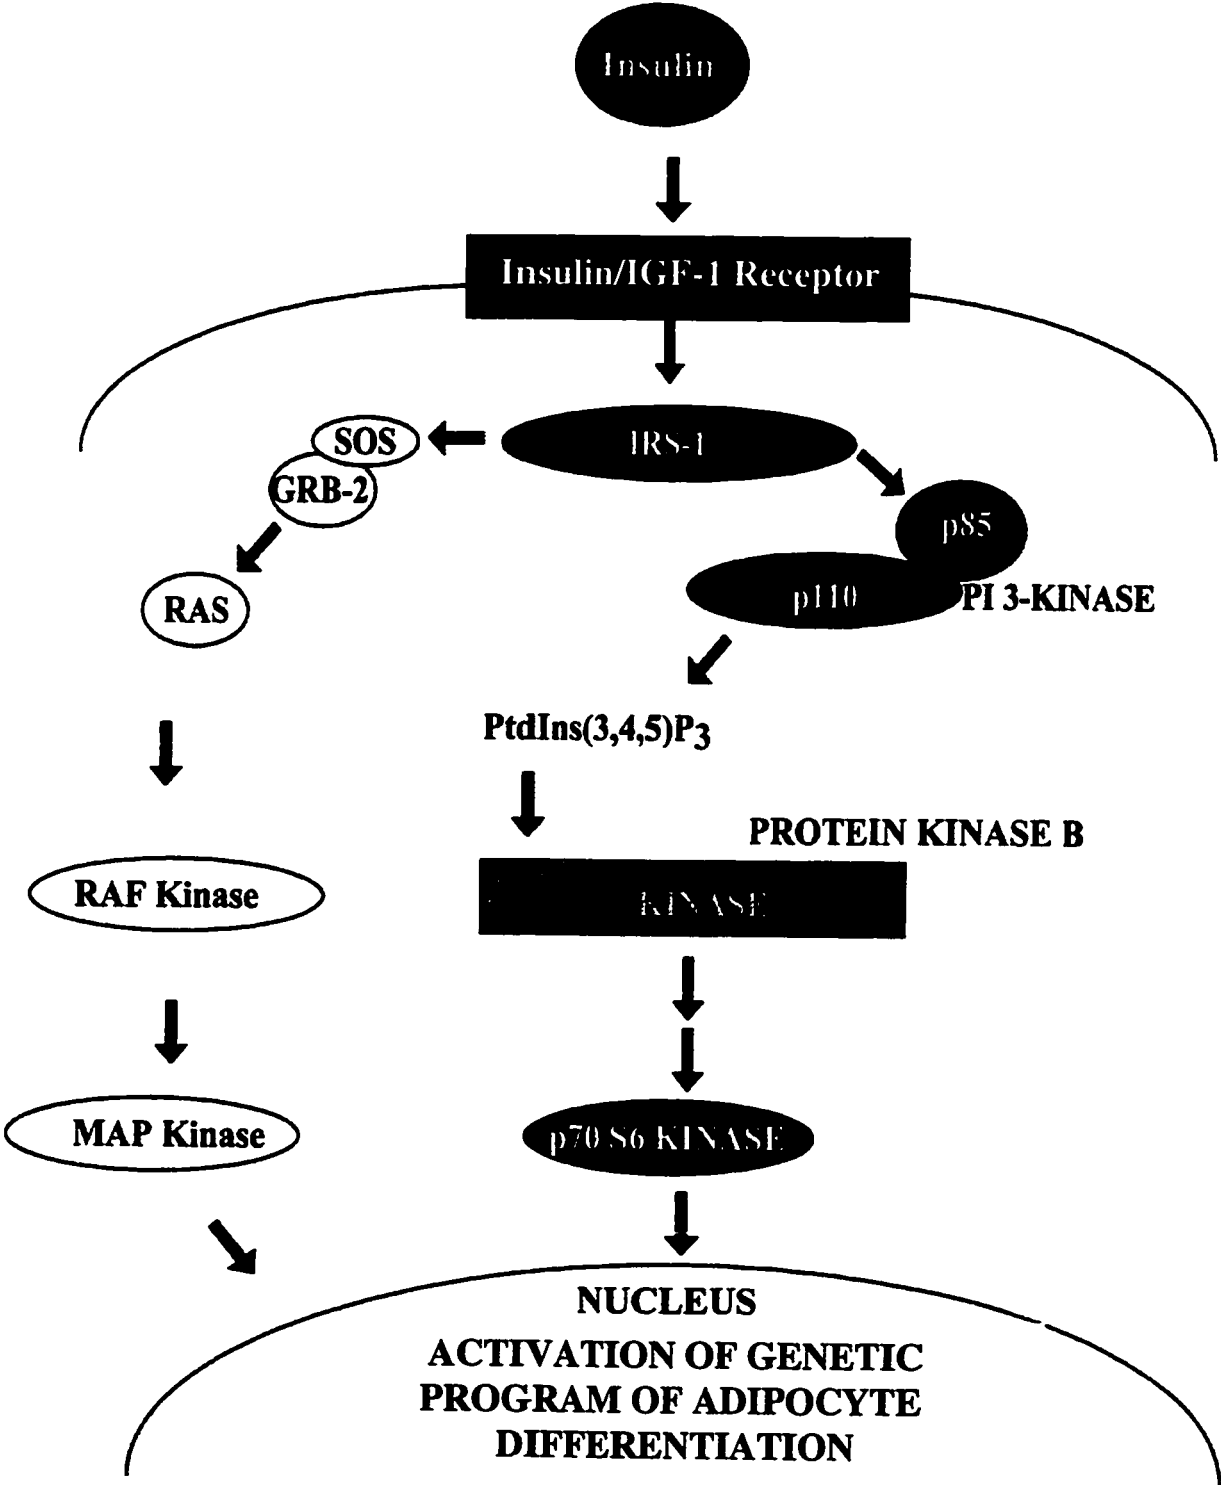 Insulin
Insulin/IGF-1 Receptor
IRS-1
SOS
GRB-2
p85
p110
PI 3-KINASE
RAS
PtdIns(3,4,5)P3
PROTEIN KINASE B
RAF Kinase
KINASE
MAP Kinase
p70 S6 KINASE
NUCLEUS
ACTIVATION OF GENETIC
PROGRAM OF ADIPOCYTE
DIFFERENTIATION